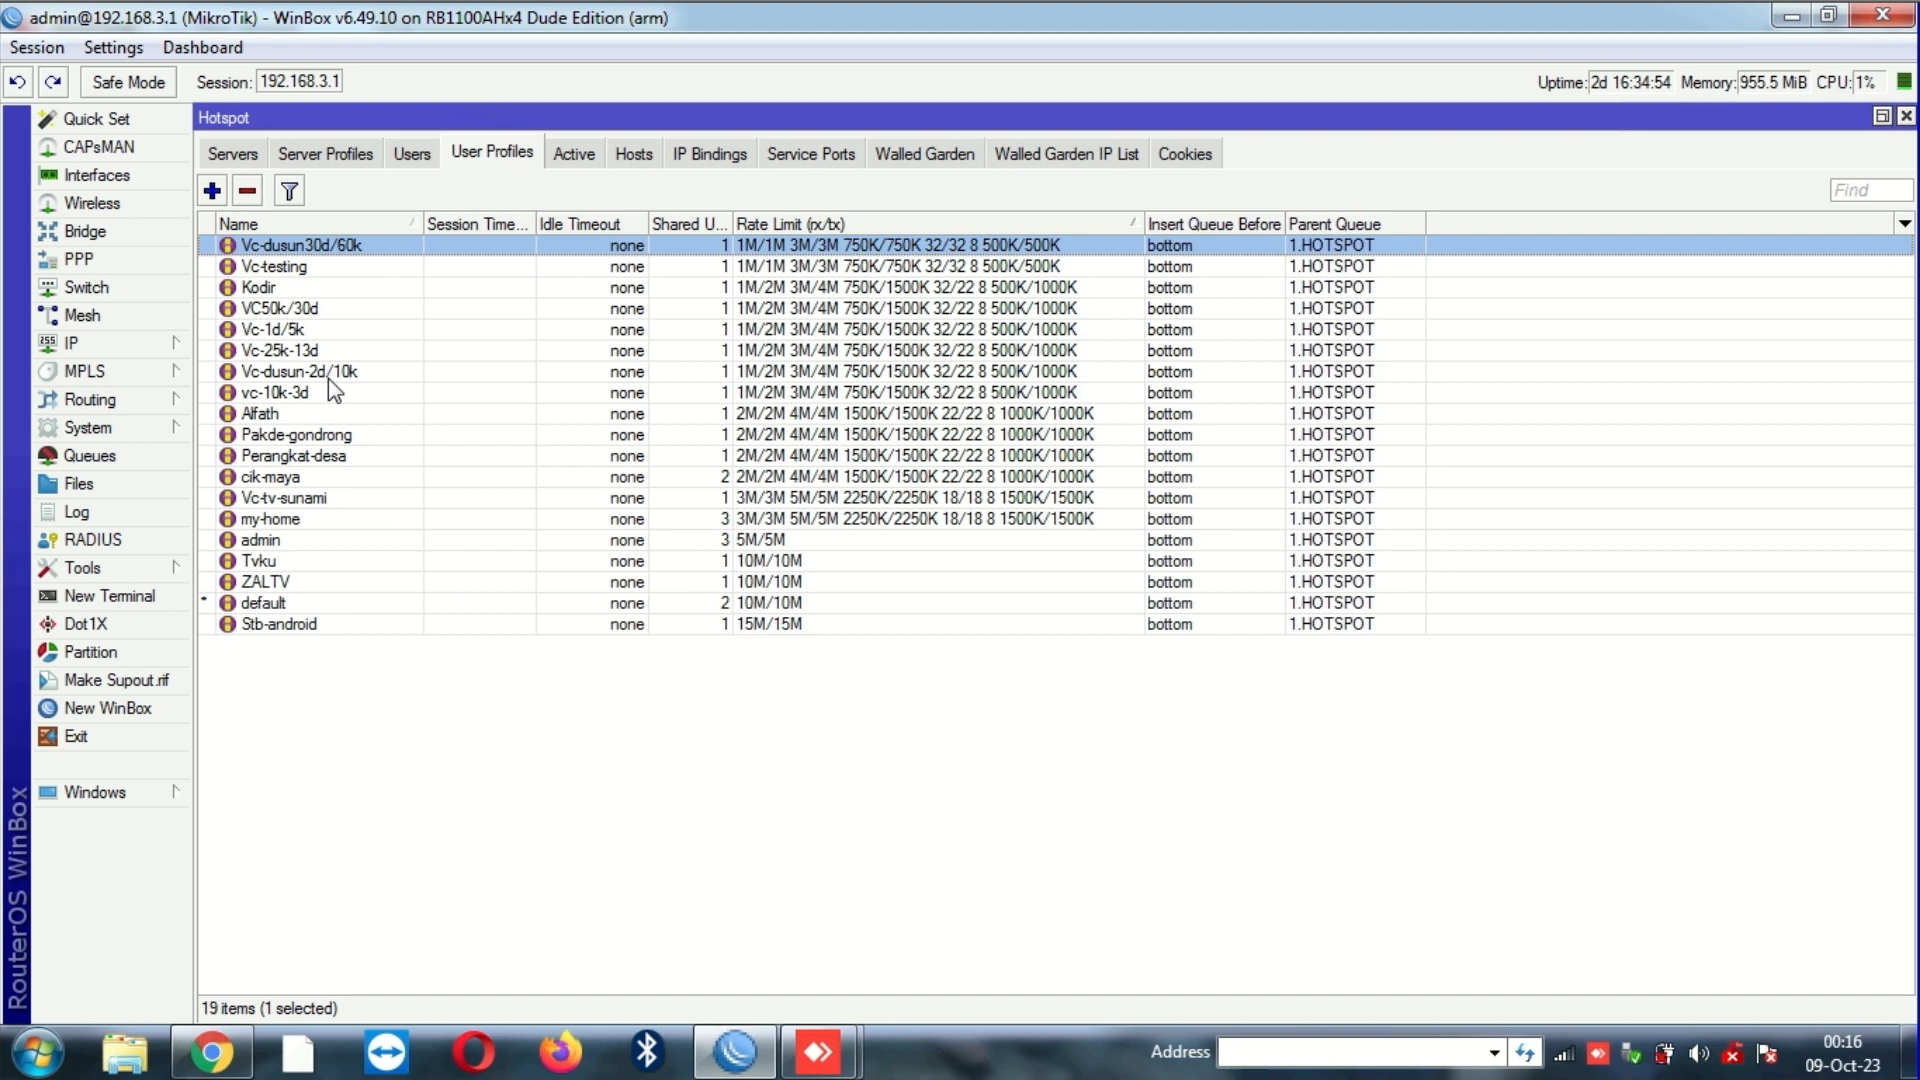 admin@192.168.3.1 (MikroTik) - WinBox v6.49.10 on RB1100AHx4 Dude Edition (arm)
Session Settings Dashboard
Safe Mode Session: 192.168.3.1 Uptime: 2d 16:34:54 Memory: 955.5 MiB CPU: 1%
Quick Set
CAPsMAN
Interfaces
Wireless
Bridge
PPP
Switch
Mesh
IP
MPLS
Routing
System
Queues
Files
Log
RADIUS
Tools
New Terminal
Dot1X
Partition
Make Supout.rif
New WinBox
Exit
Windows
RouterOS WinBox
Hotspot
Servers Server Profiles Users User Profiles Active Hosts IP Bindings Service Ports Walled Garden Walled Garden IP List Cookies
Find
Name Session Time... Idle Timeout Shared U... Rate Limit (rx/tx) Insert Queue Before Parent Queue
Vc-dusun30d/60k none 1 1M/1M 3M/3M 750K/750K 32/32 8 500K/500K bottom 1.HOTSPOT
Vc-testing none 1 1M/1M 3M/3M 750K/750K 32/32 8 500K/500K bottom 1.HOTSPOT
Kodir none 1 1M/2M 3M/4M 750K/1500K 32/22 8 500K/1000K bottom 1.HOTSPOT
VC50k/30d none 1 1M/2M 3M/4M 750K/1500K 32/22 8 500K/1000K bottom 1.HOTSPOT
Vc-1d/5k none 1 1M/2M 3M/4M 750K/1500K 32/22 8 500K/1000K bottom 1.HOTSPOT
Vc-25k-13d none 1 1M/2M 3M/4M 750K/1500K 32/22 8 500K/1000K bottom 1.HOTSPOT
Vc-dusun-2d/10k none 1 1M/2M 3M/4M 750K/1500K 32/22 8 500K/1000K bottom 1.HOTSPOT
vc-10k-3d none 1 1M/2M 3M/4M 750K/1500K 32/22 8 500K/1000K bottom 1.HOTSPOT
Alfath none 1 2M/2M 4M/4M 1500K/1500K 22/22 8 1000K/1000K bottom 1.HOTSPOT
Pakde-gondrong none 1 2M/2M 4M/4M 1500K/1500K 22/22 8 1000K/1000K bottom 1.HOTSPOT
Perangkat-desa none 1 2M/2M 4M/4M 1500K/1500K 22/22 8 1000K/1000K bottom 1.HOTSPOT
cik-maya none 2 2M/2M 4M/4M 1500K/1500K 22/22 8 1000K/1000K bottom 1.HOTSPOT
Vc-tv-sunami none 1 3M/3M 5M/5M 2250K/2250K 18/18 8 1500K/1500K bottom 1.HOTSPOT
my-home none 3 3M/3M 5M/5M 2250K/2250K 18/18 8 1500K/1500K bottom 1.HOTSPOT
admin none 3 5M/5M bottom 1.HOTSPOT
Tvku none 1 10M/10M bottom 1.HOTSPOT
ZALTV none 1 10M/10M bottom 1.HOTSPOT
* default none 2 10M/10M bottom 1.HOTSPOT
Stb-android none 1 15M/15M bottom 1.HOTSPOT
19 items (1 selected)
Address
00:16
09-Oct-23